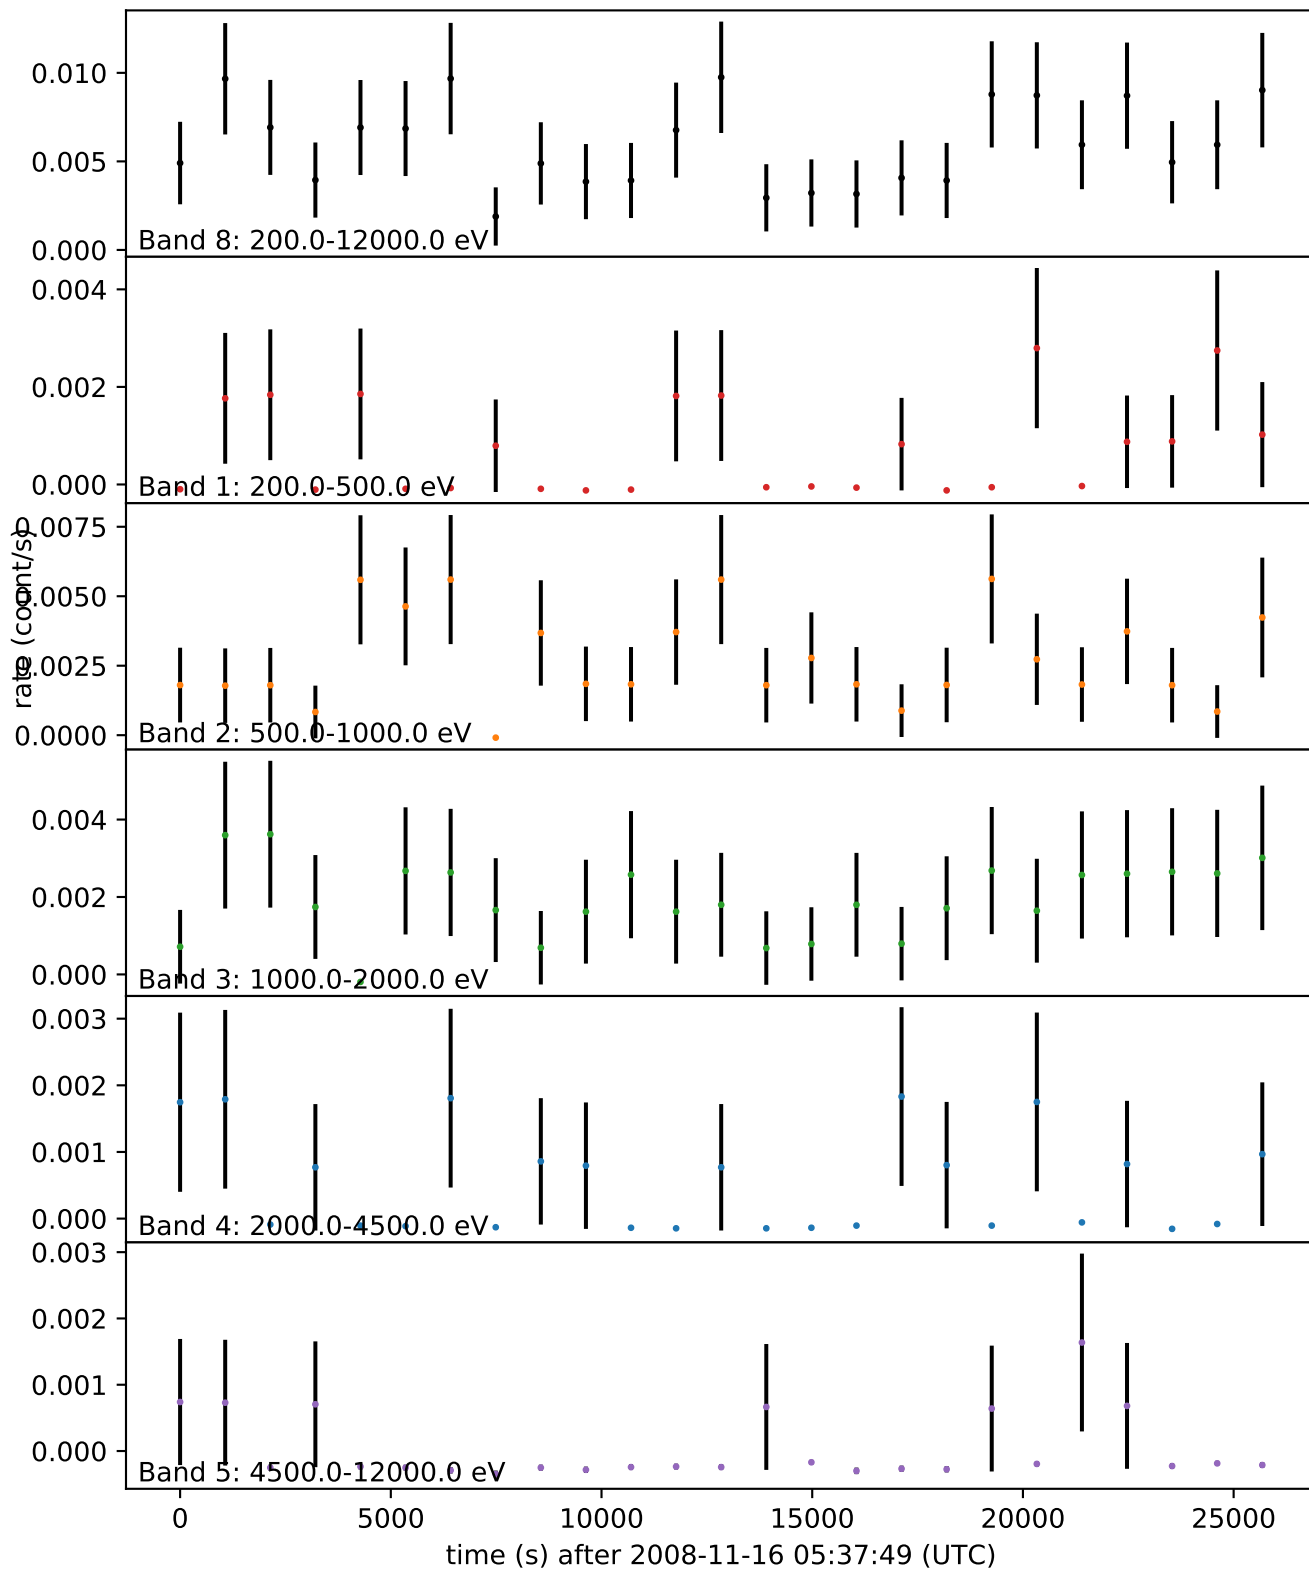 0.010
0.005
0.000
Band 8: 200.0-12000.0 eV
0.004
0.002
0.000
Band 1: 200.0-500.0 eV
rate (count/s)
0.0075
0.0050
0.0025
0.0000
Band 2: 500.0-1000.0 eV
0.004
0.002
0.000
Band 3: 1000.0-2000.0 eV
0.003
0.002
0.001
0.000
Band 4: 2000.0-4500.0 eV
0.003
0.002
0.001
0.000
Band 5: 4500.0-12000.0 eV
0 5000 10000 15000 20000 25000
time (s) after 2008-11-16 05:37:49 (UTC)